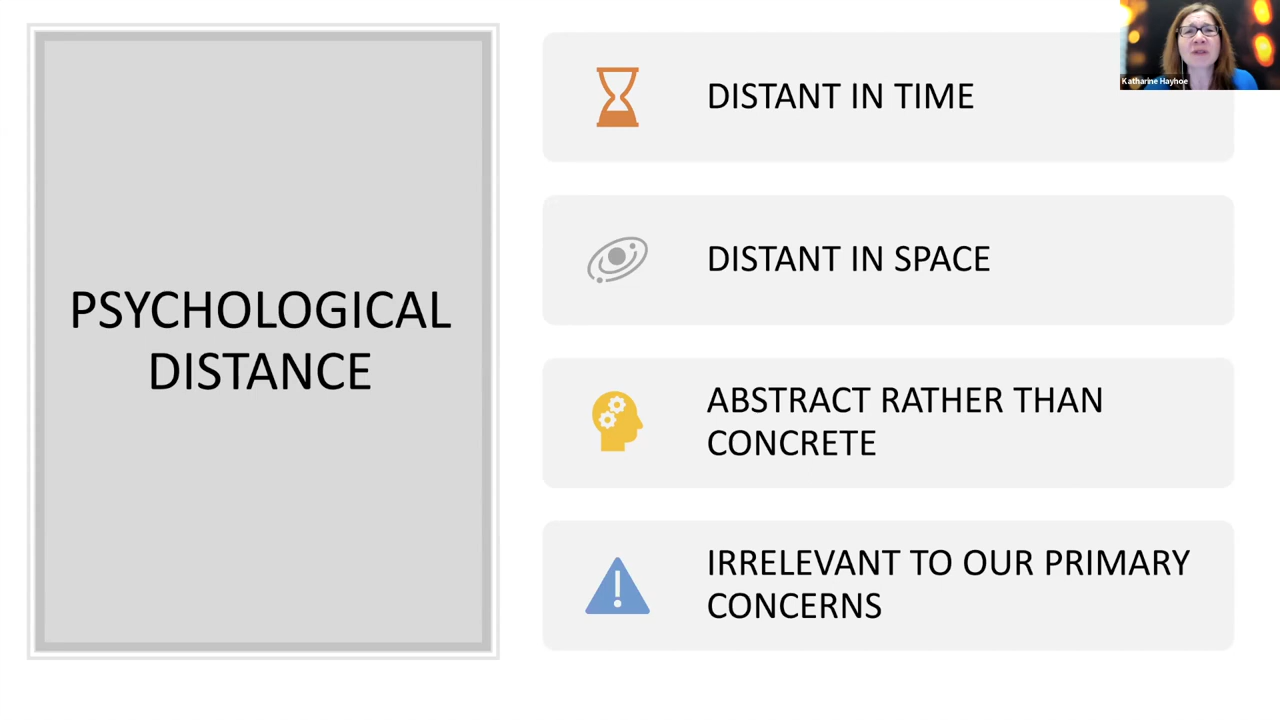 PSYCHOLOGICAL
DISTANCE
DISTANT IN TIME
DISTANT IN SPACE
ABSTRACT RATHER THAN
CONCRETE
IRRELEVANT TO OUR PRIMARY
CONCERNS
Katharine Hayhoe